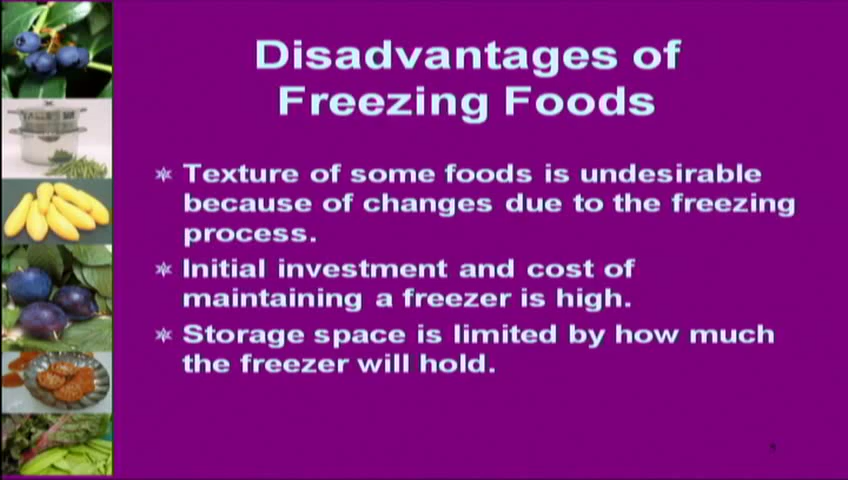 Disadvantages of
Freezing Foods
Texture of some foods is undesirable
because of changes due to the freezing
process.
Initial investment and cost of
maintaining a freezer is high.
Storage space is limited by how much
the freezer will hold.